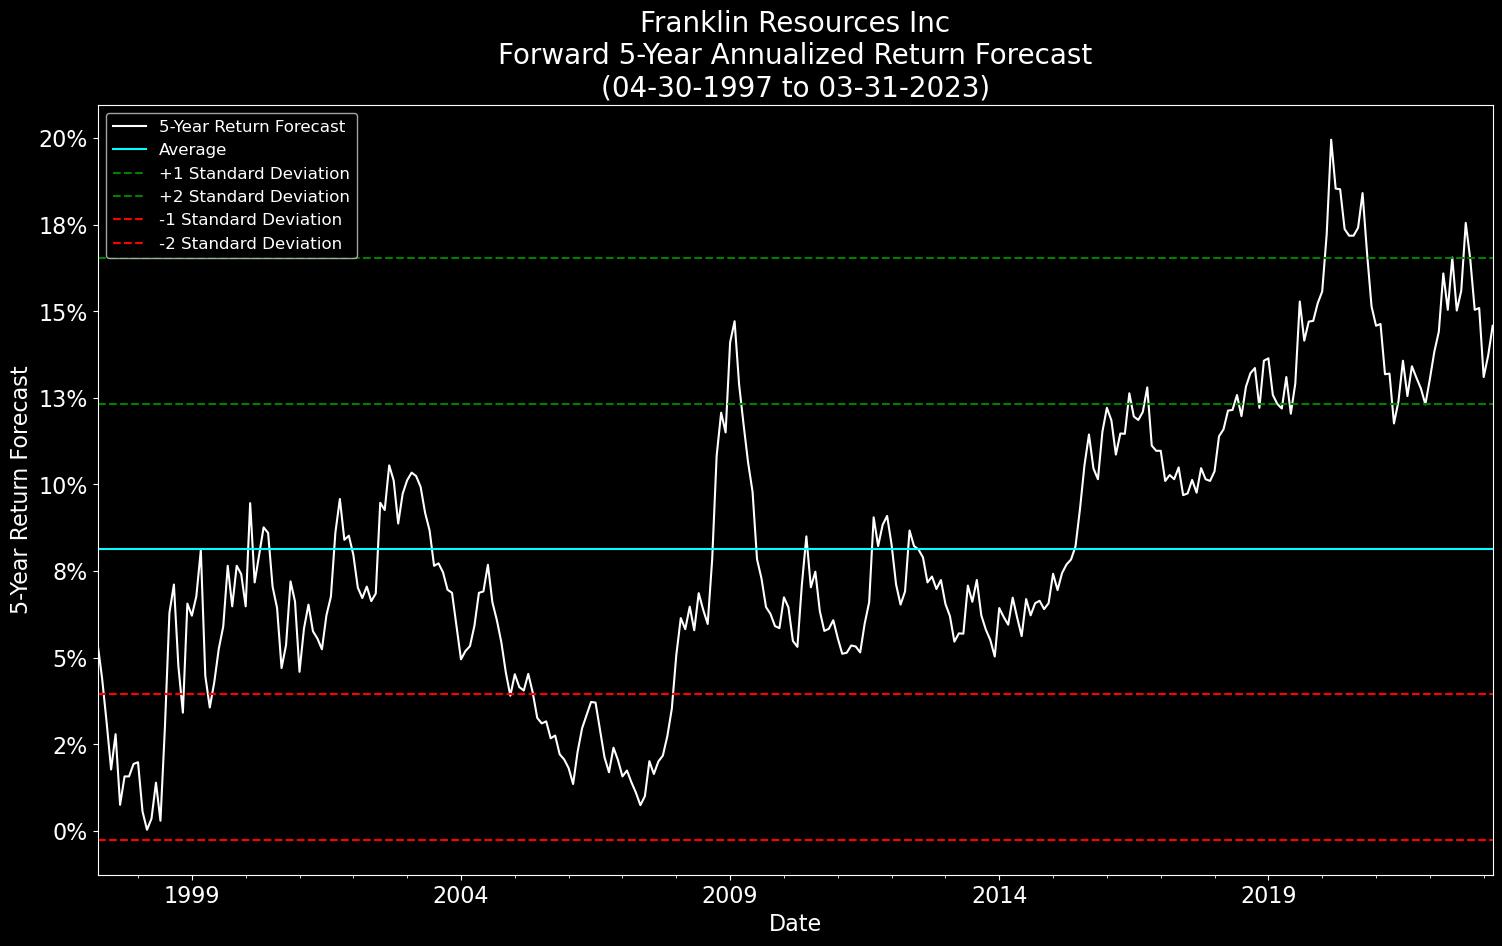 Franklin Resources Inc
Forward 5-Year Annualized Return Forecast
(04-30-1997 to 03-31-2023)
5-Year Return Forecast
Average
+1 Standard Deviation
+2 Standard Deviation
-1 Standard Deviation
-2 Standard Deviation
20%
18%
15%
13%
10%
8%
5%
2%
0%
5-Year Return Forecast
1999
2004
2009
2014
2019
Date